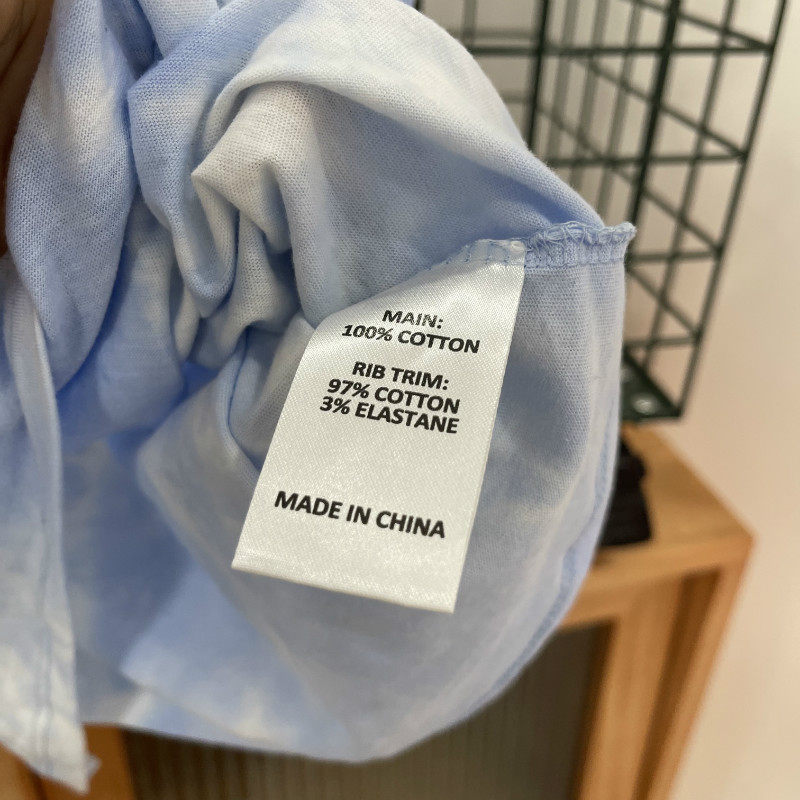 MAIN:
100% COTTON
RIB TRIM:
97% COTTON
3% ELASTANE
MADE IN CHINA